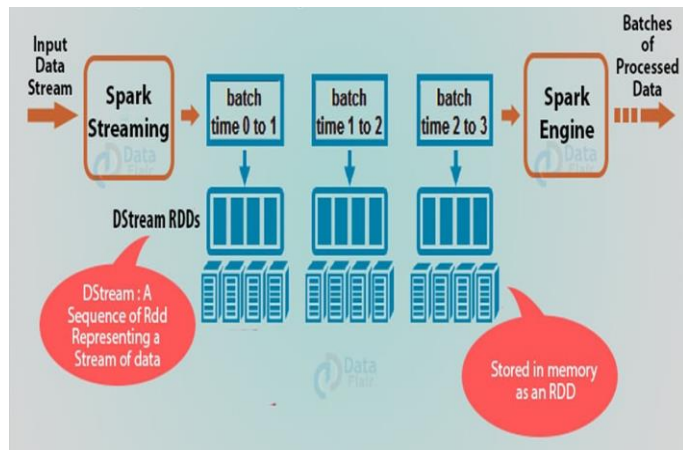 Input
Data
Stream
Spark
Streaming
batch
time 0 to 1
batch
time 1 to 2
batch
time 2 to 3
Spark
Engine
Batches
of
Processed
Data
DStream RDDs
DStream : A
Sequence of Rdd
Representing a
Stream of data
Stored in memory
as an RDD
Data
Flair
Data
Flair
Data
Flair